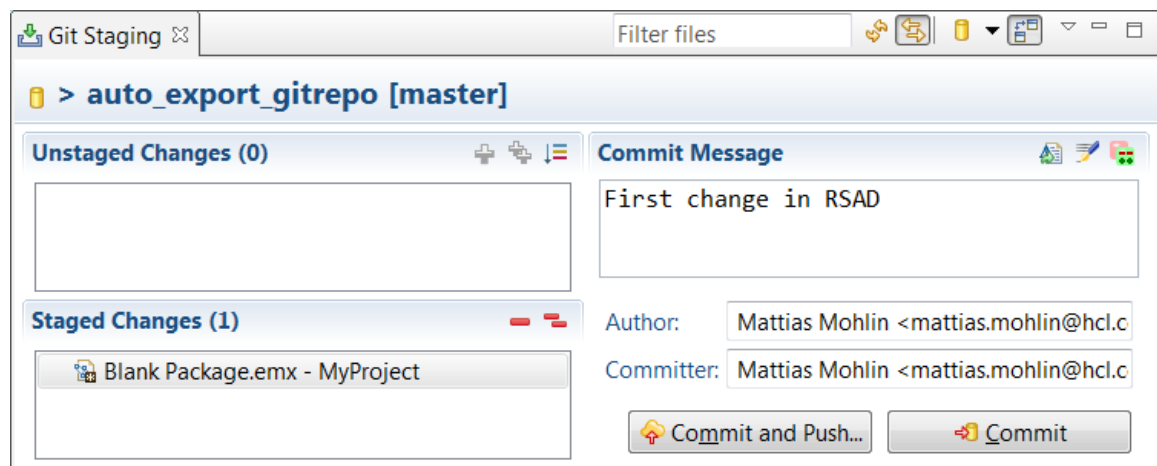 Git Staging
Filter files
> auto_export_gitrepo [master]
Unstaged Changes (0)
Commit Message
First change in RSAD
Staged Changes (1)
Blank Package.emx - MyProject
Author: Mattias Mohlin <mattias.mohlin@hcl.c
Committer: Mattias Mohlin <mattias.mohlin@hcl.c
Commit and Push...
Commit